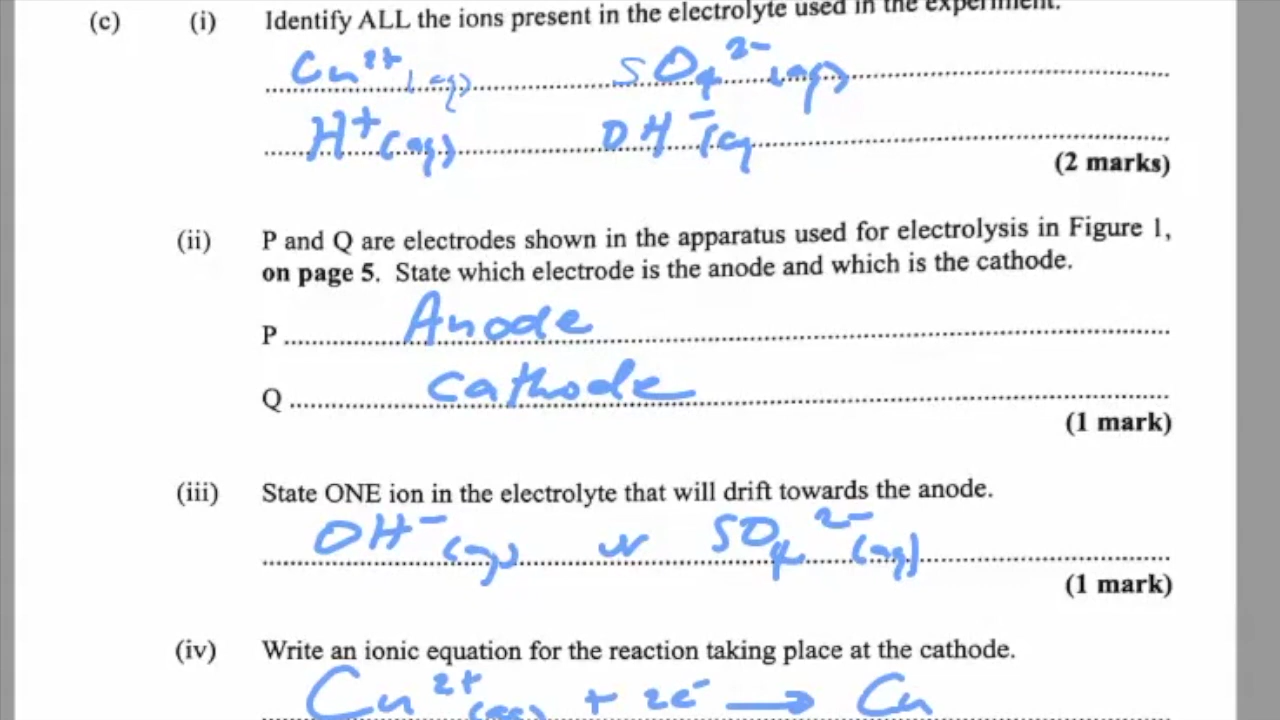 (c) (i) Identify ALL the ions present in the electrolyte used in the experiment.
Cu²⁺(aq) SO₄²⁻(aq)
H⁺(aq) OH⁻(aq
(2 marks)
(ii) P and Q are electrodes shown in the apparatus used for electrolysis in Figure 1,
on page 5. State which electrode is the anode and which is the cathode.
P Anode
Q Cathode
(1 mark)
(iii) State ONE ion in the electrolyte that will drift towards the anode.
OH⁻(aq) or SO₄²⁻(aq)
(1 mark)
(iv) Write an ionic equation for the reaction taking place at the cathode.
Cu²⁺(aq) + 2e⁻ → Cu